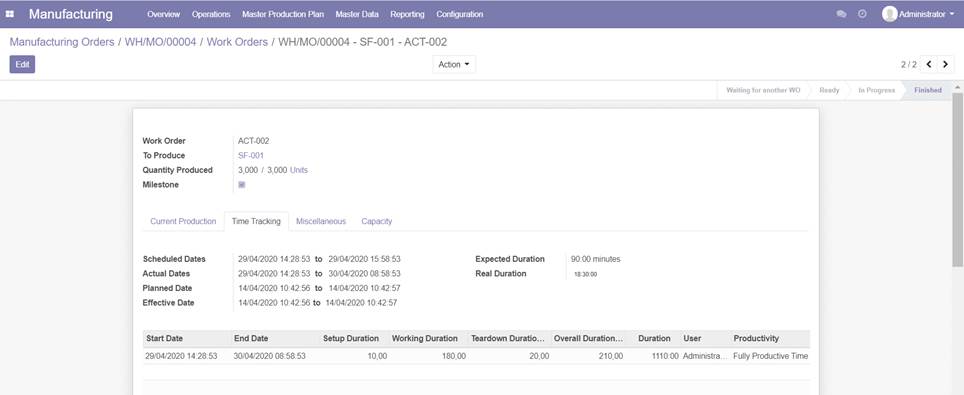 Manufacturing Overview Operations Master Production Plan Master Data Reporting Configuration Administrator
Manufacturing Orders / WH/MO/00004 / Work Orders / WH/MO/00004 - SF-001 - ACT-002
Edit Action 2 / 2
Waiting for another WO Ready In Progress Finished
Work Order ACT-002
To Produce SF-001
Quantity Produced 3,000 / 3,000 Units
Milestone
Current Production Time Tracking Miscellaneous Capacity
Scheduled Dates 29/04/2020 14:28:53 to 29/04/2020 15:58:53 Expected Duration 90:00 minutes
Actual Dates 29/04/2020 14:28:53 to 30/04/2020 08:58:53 Real Duration 18:30:00
Planned Date 14/04/2020 10:42:56 to 14/04/2020 10:42:57
Effective Date 14/04/2020 10:42:56 to 14/04/2020 10:42:57
Start Date End Date Setup Duration Working Duration Teardown Duratio... Overall Duration... Duration User Productivity
29/04/2020 14:28:53 30/04/2020 08:58:53 10,00 180,00 20,00 210,00 1110:00 Administra... Fully Productive Time